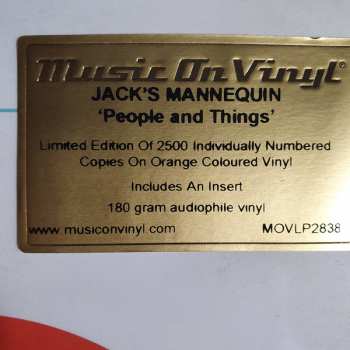 Music On Vinyl®
JACK'S MANNEQUIN
'People and Things'
Limited Edition Of 2500 Individually Numbered
Copies On Orange Coloured Vinyl
Includes An Insert
180 gram audiophile vinyl
www.musiconvinyl.com MOVLP2838